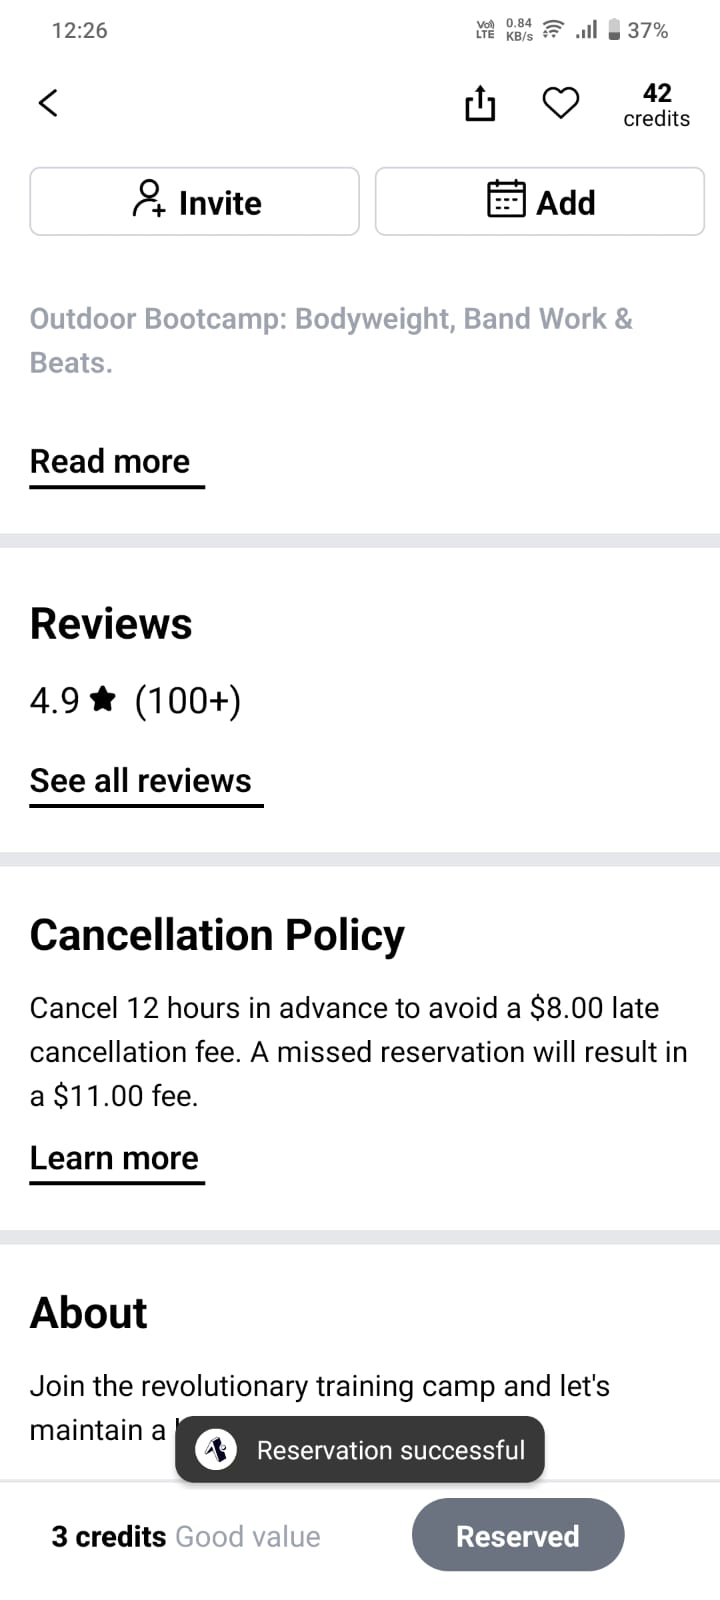 12:26
Vo) LTE
0.84 KB/s
37%
42
credits
Invite
Add
Outdoor Bootcamp: Bodyweight, Band Work &
Beats.
Read more
Reviews
4.9 ★ (100+)
See all reviews
Cancellation Policy
Cancel 12 hours in advance to avoid a $8.00 late
cancellation fee. A missed reservation will result in
a $11.00 fee.
Learn more
About
Join the revolutionary training camp and let's
maintain a
Reservation successful
3 credits Good value
Reserved